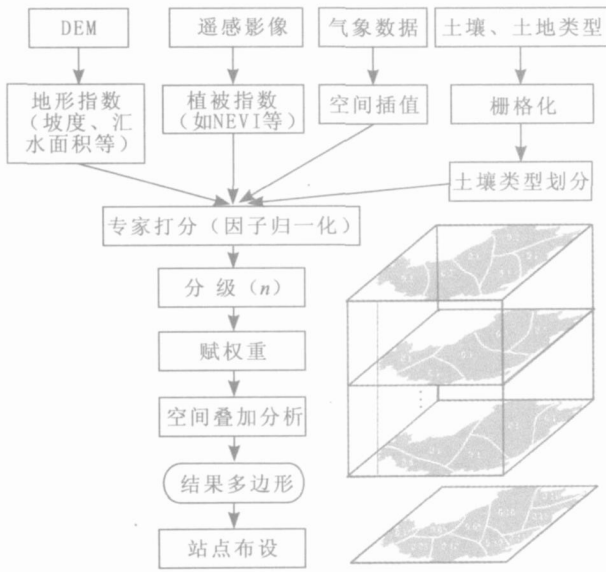 DEM
遥感影像
气象数据
土壤、土地类型
地形指数
（坡度、汇
水面积等）
植被指数
（如NEVI等）
空间插值
栅格化
土壤类型划分
专家打分（因子归一化）
分 级（n）
赋权重
空间叠加分析
结果多边形
站点布设